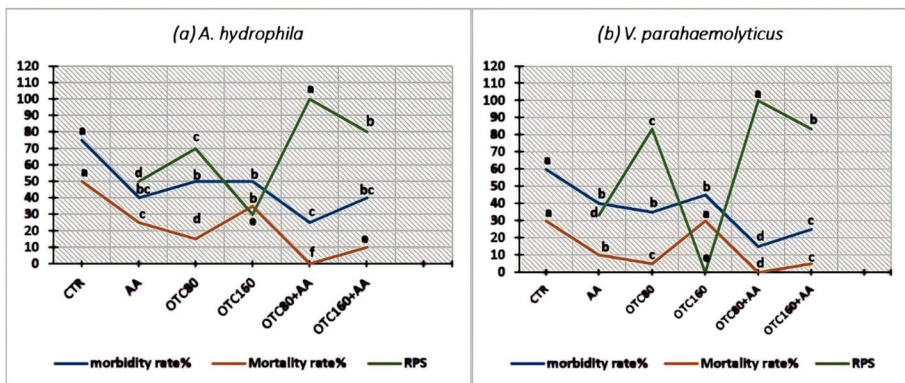 (a) A. hydrophila
120
110
100
90
80
70
60
50
40
30
20
10
0
a
a
d
bc
c
c
b
d
b
b
e
a
c
f
b
bc
e
CTR
AA
OTC80
OTC160
OTC80+AA
OTC160+AA
morbidity rate% Mortality rate% RPS
(b) V. parahaemolyticus
120
110
100
90
80
70
60
50
40
30
20
10
0
a
a
b
d
b
c
b
c
b
a
e
a
d
d
b
c
c
CTR
AA
OTC80
OTC160
OTC80+AA
OTC160+AA
morbidity rate% Mortality rate% RPS